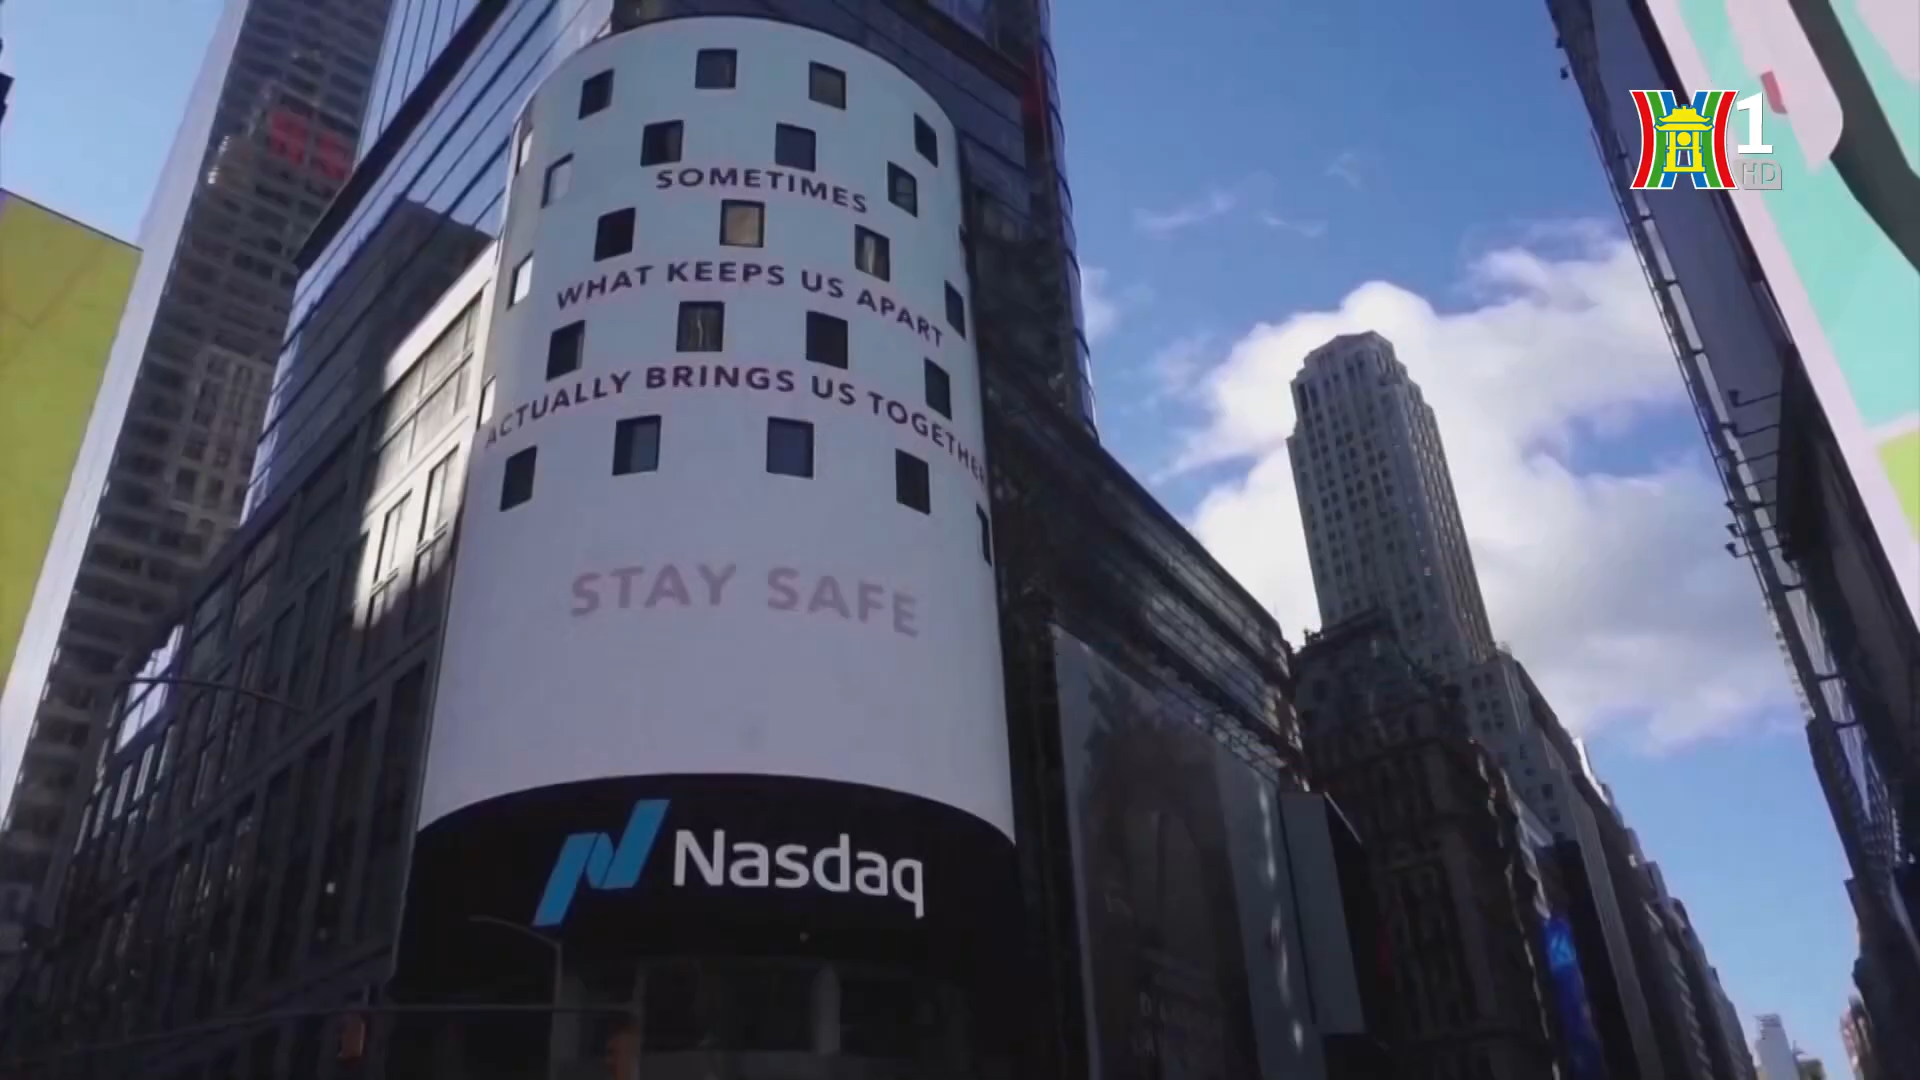 SOMETIMES
WHAT KEEPS US APART
ACTUALLY BRINGS US TOGETHER
STAY SAFE
Nasdaq
1
HD